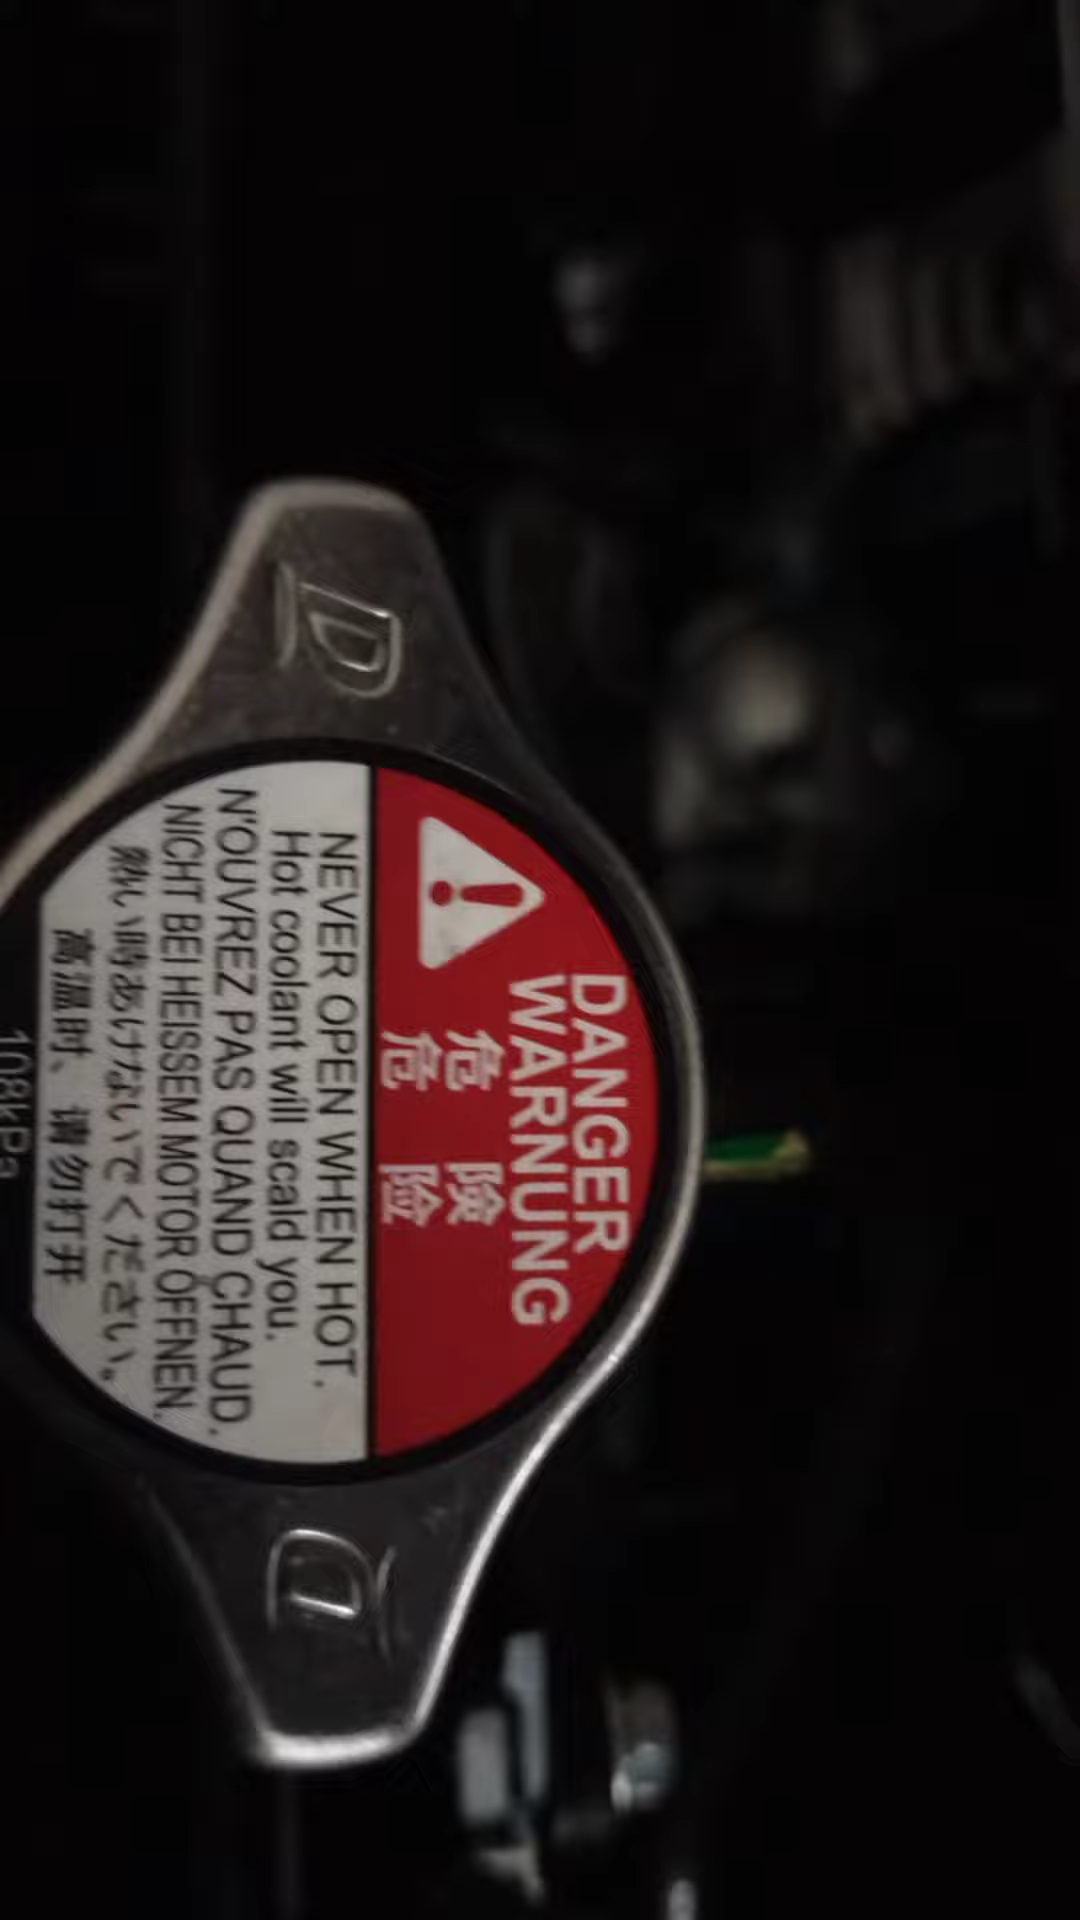 DANGER
WARNUNG
危 険
危 险
NEVER OPEN WHEN HOT.
Hot coolant will scald you.
N'OUVREZ PAS QUAND CHAUD.
NICHT BEI HEISSEM MOTOR ÖFFNEN.
熱い時あけないでください。
高温时、请勿打开
108kPa
D
D